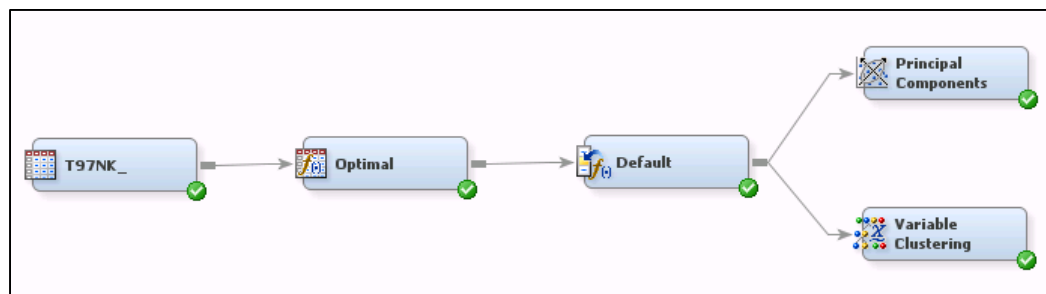 Principal
Components
T97NK_
Optimal
Default
Variable
Clustering